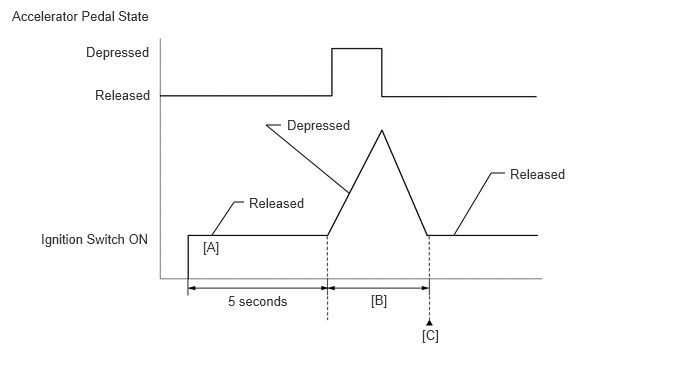 Accelerator Pedal State
Depressed
Released
Depressed
Released
Released
Ignition Switch ON
[A]
5 seconds
[B]
[C]